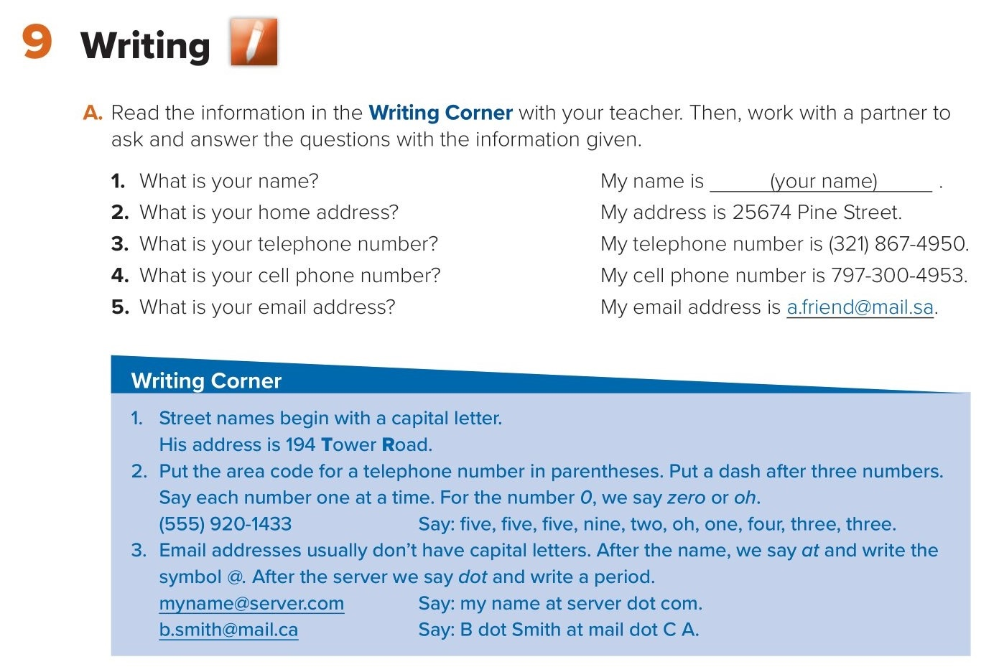 9 Writing
A. Read the information in the Writing Corner with your teacher. Then, work with a partner to
ask and answer the questions with the information given.
1. What is your name? My name is ______(your name)______ .
2. What is your home address? My address is 25674 Pine Street.
3. What is your telephone number? My telephone number is (321) 867-4950.
4. What is your cell phone number? My cell phone number is 797-300-4953.
5. What is your email address? My email address is a.friend@mail.sa.
Writing Corner
1. Street names begin with a capital letter.
His address is 194 Tower Road.
2. Put the area code for a telephone number in parentheses. Put a dash after three numbers.
Say each number one at a time. For the number 0, we say zero or oh.
(555) 920-1433 Say: five, five, five, nine, two, oh, one, four, three, three.
3. Email addresses usually don't have capital letters. After the name, we say at and write the
symbol @. After the server we say dot and write a period.
myname@server.com Say: my name at server dot com.
b.smith@mail.ca Say: B dot Smith at mail dot C A.